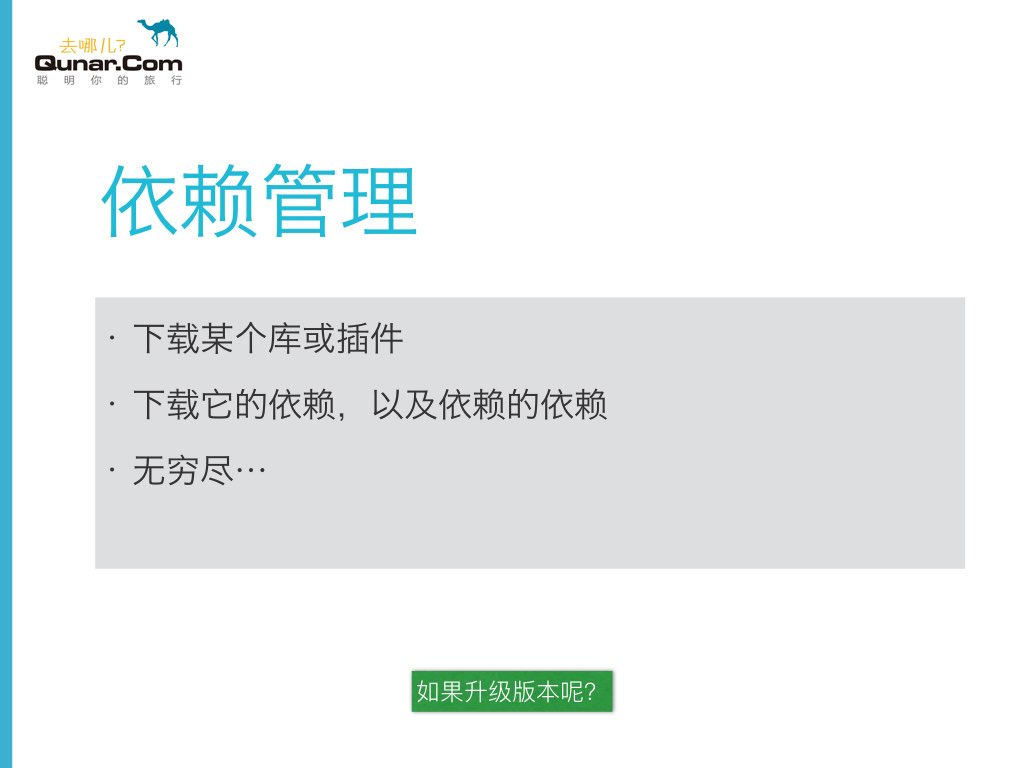 去哪儿?
Qunar.Com
聪明你的旅行
依赖管理
· 下载某个库或插件
· 下载它的依赖，以及依赖的依赖
· 无穷尽…
如果升级版本呢？